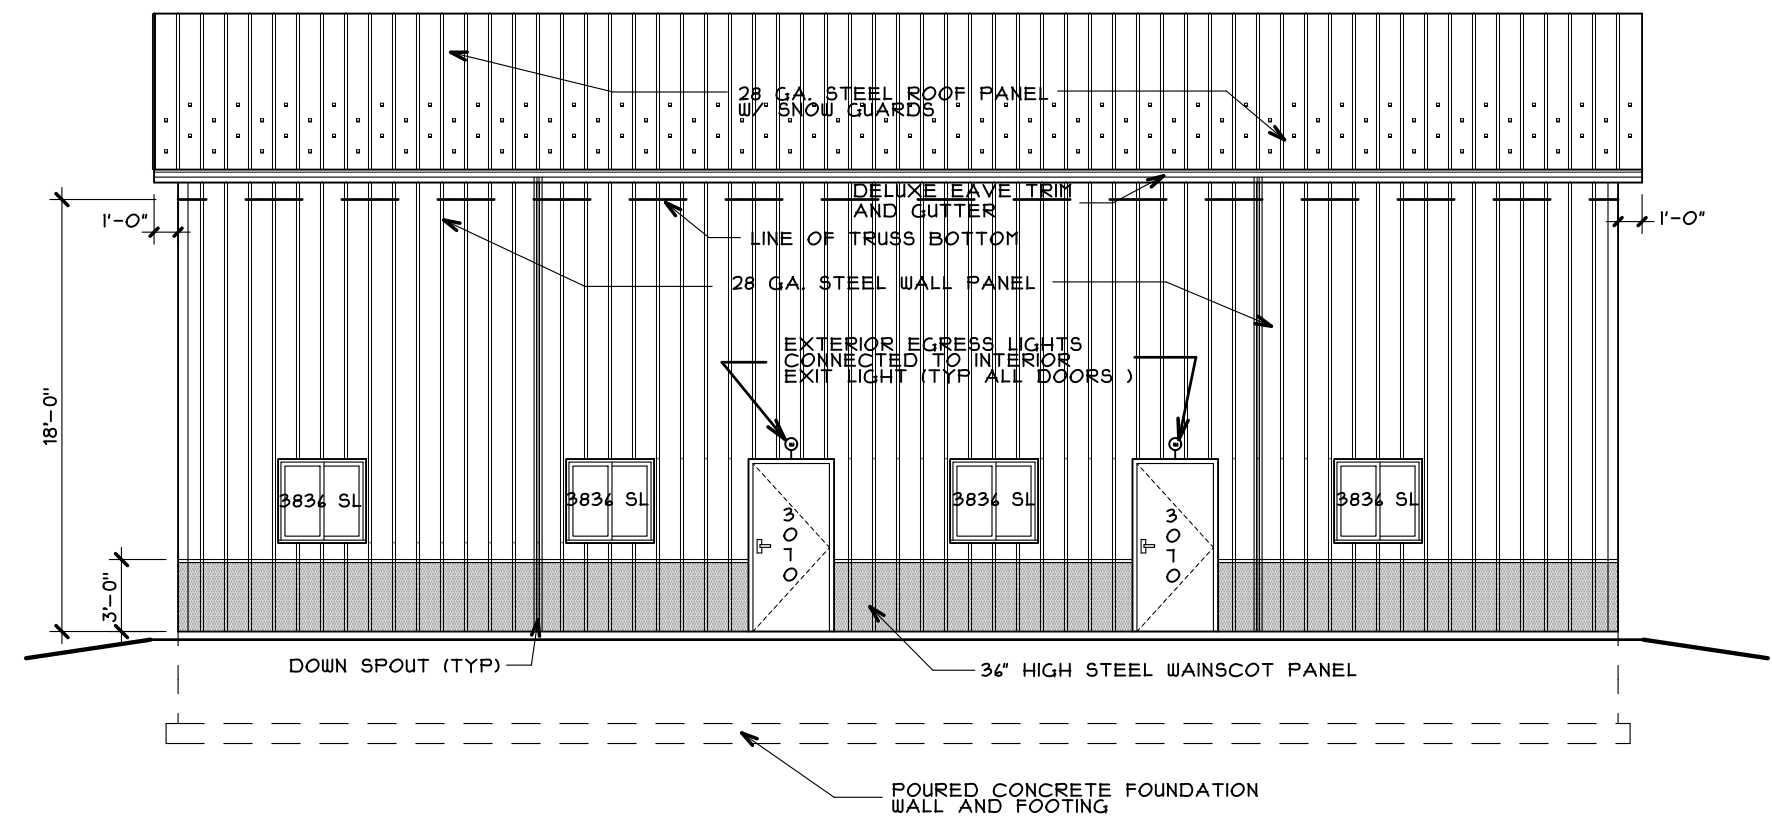 28 GA. STEEL ROOF PANEL
W/ SNOW GUARDS
DELUXE EAVE TRIM
AND GUTTER
1'-0"
1'-0"
LINE OF TRUSS BOTTOM
28 GA. STEEL WALL PANEL
EXTERIOR EGRESS LIGHTS
CONNECTED TO INTERIOR
EXIT LIGHT (TYP ALL DOORS )
18'-0"
3836 SL
3836 SL
3836 SL
3836 SL
3070
3070
3'-0"
DOWN SPOUT (TYP)
36" HIGH STEEL WAINSCOT PANEL
POURED CONCRETE FOUNDATION
WALL AND FOOTING